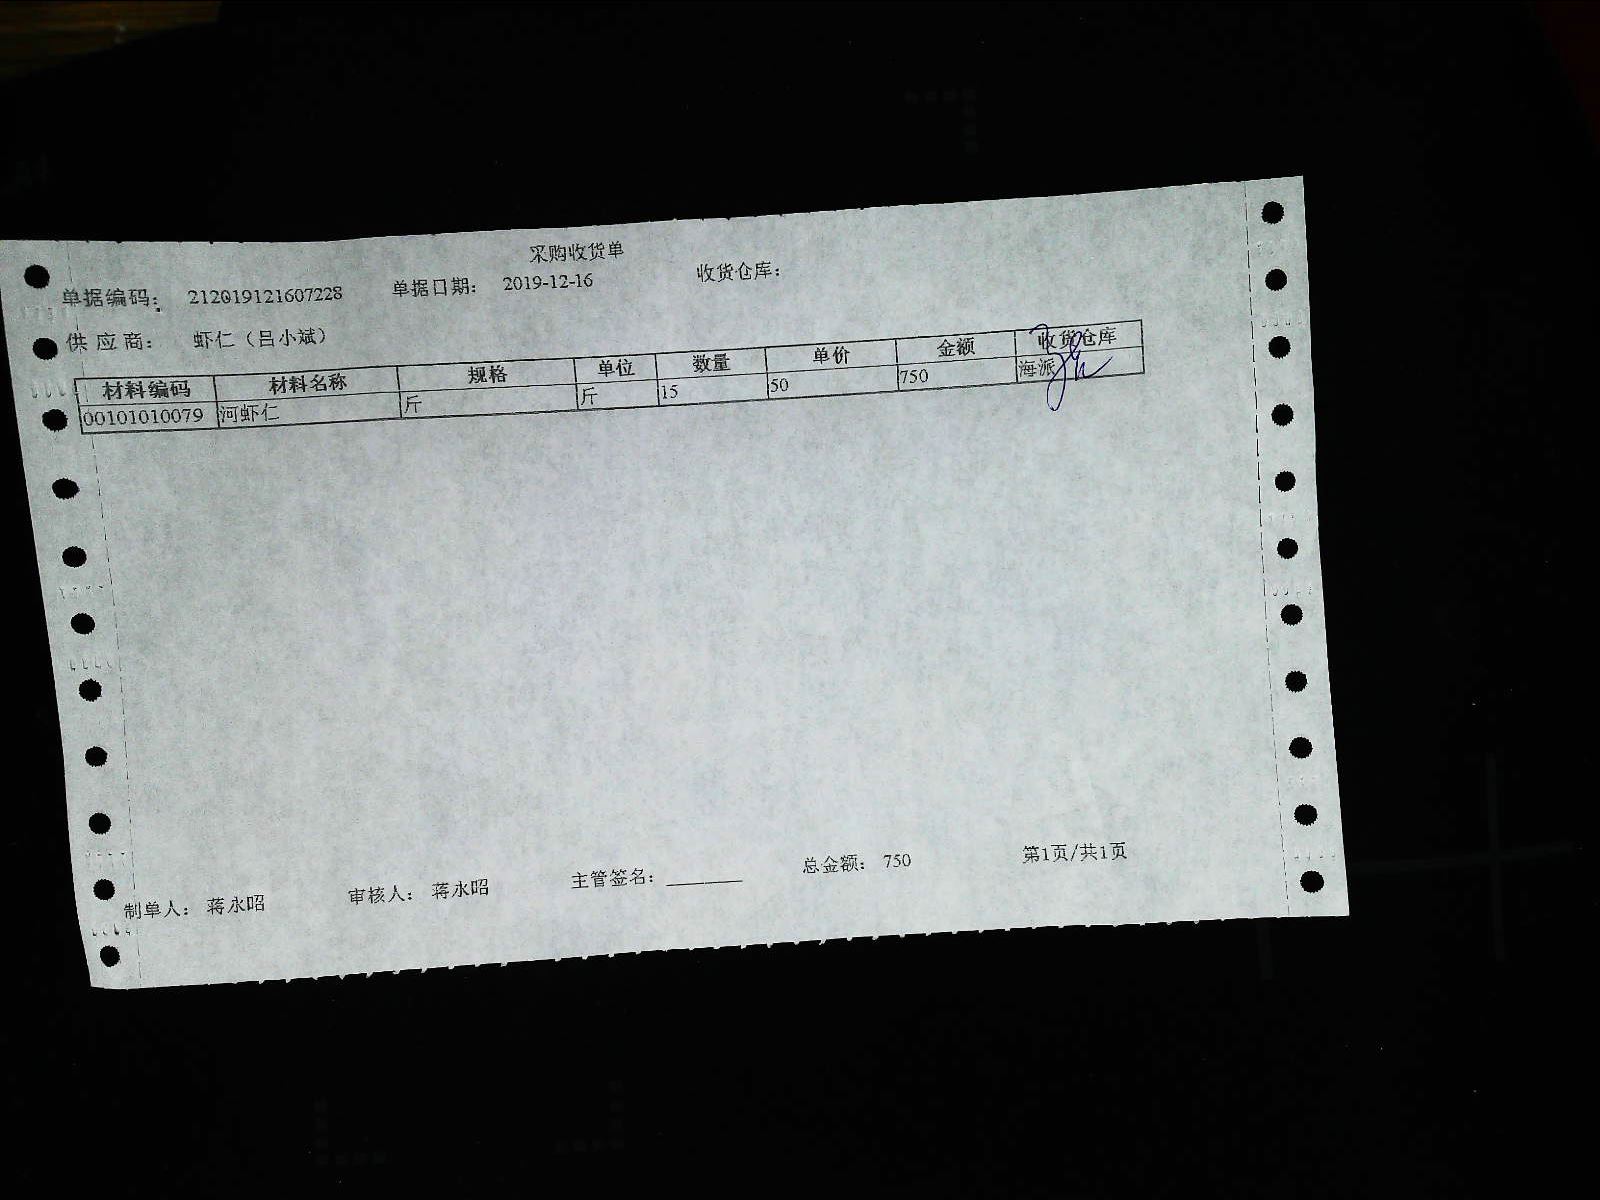 采购收货单
单据编码： 212019121607228 单据日期： 2019-12-16 收货仓库：
供应商： 虾仁（吕小斌）
材料编码 材料名称 规格 单位 数量 单价 金额 收货仓库
00101010079 河虾仁 斤 斤 15 50 750 海派
制单人： 蒋永昭 审核人： 蒋永昭 主管签名：_______ 总金额： 750 第1页/共1页